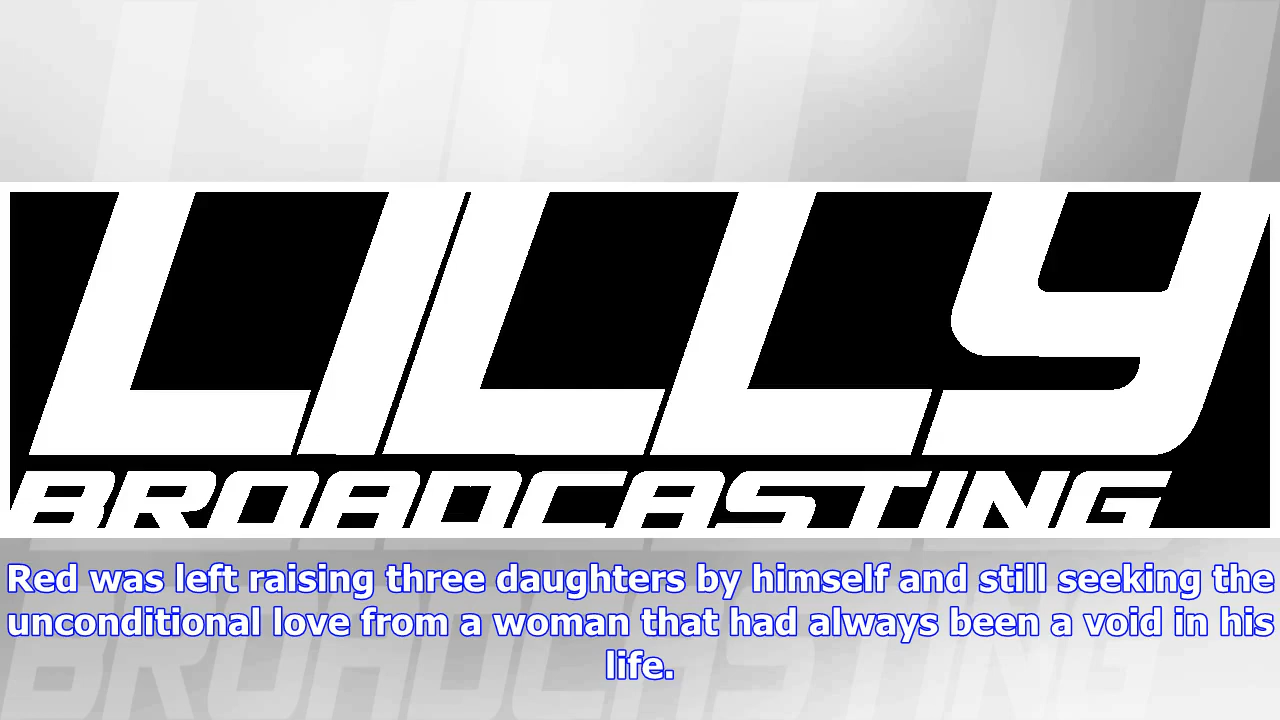 LILLY
BROADCASTING
Red was left raising three daughters by himself and still seeking the
unconditional love from a woman that had always been a void in his
life.